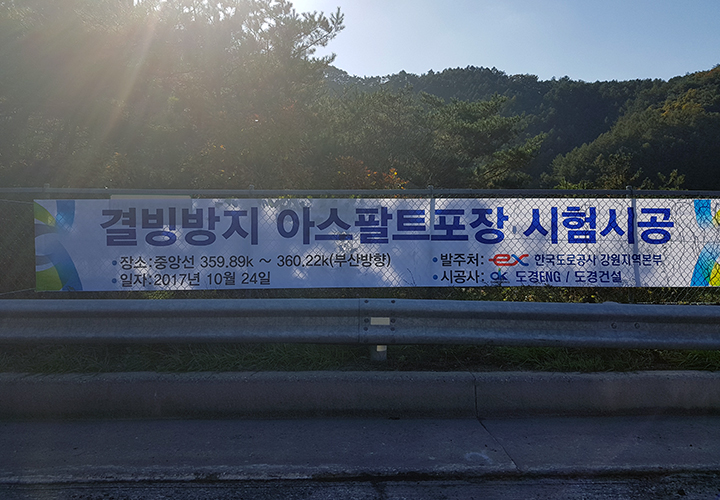 결빙방지 아스팔트포장 시험시공
•장소:중앙선 359.89k ~ 360.22k(부산방향)
•일자:2017년 10월 24일
•발주처: ex 한국도로공사 강원지역본부
•시공사: 도경ENG / 도경건설